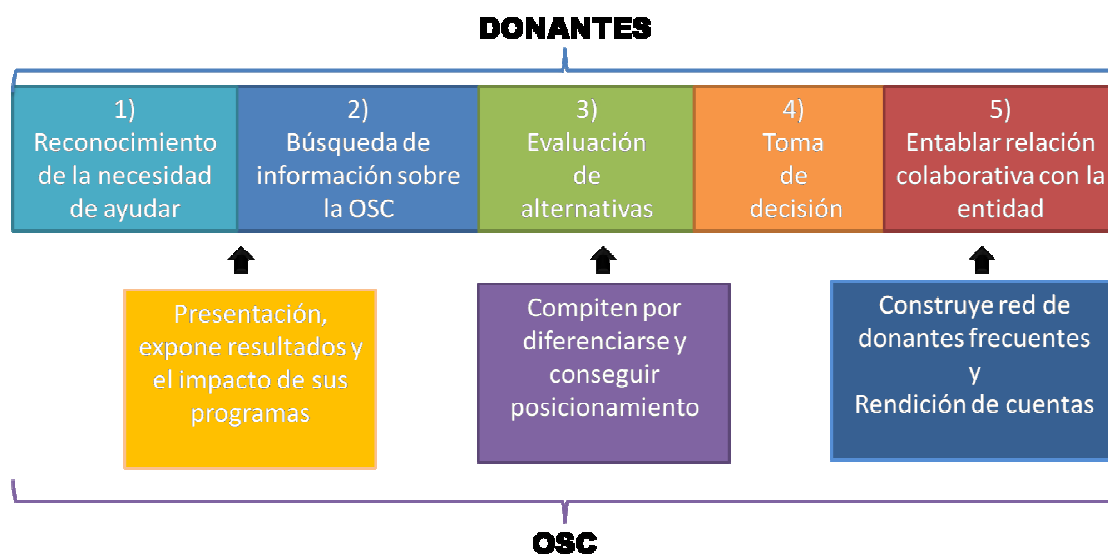 DONANTES
1)
Reconocimiento
de la necesidad
de ayudar
2)
Búsqueda de
información sobre
la OSC
3)
Evaluación
de
alternativas
4)
Toma
de
decisión
5)
Entablar relación
colaborativa con la
entidad
Presentación,
expone resultados y
el impacto de sus
programas
Compiten por
diferenciarse y
conseguir
posicionamiento
Construye red de
donantes frecuentes
y
Rendición de cuentas
OSC